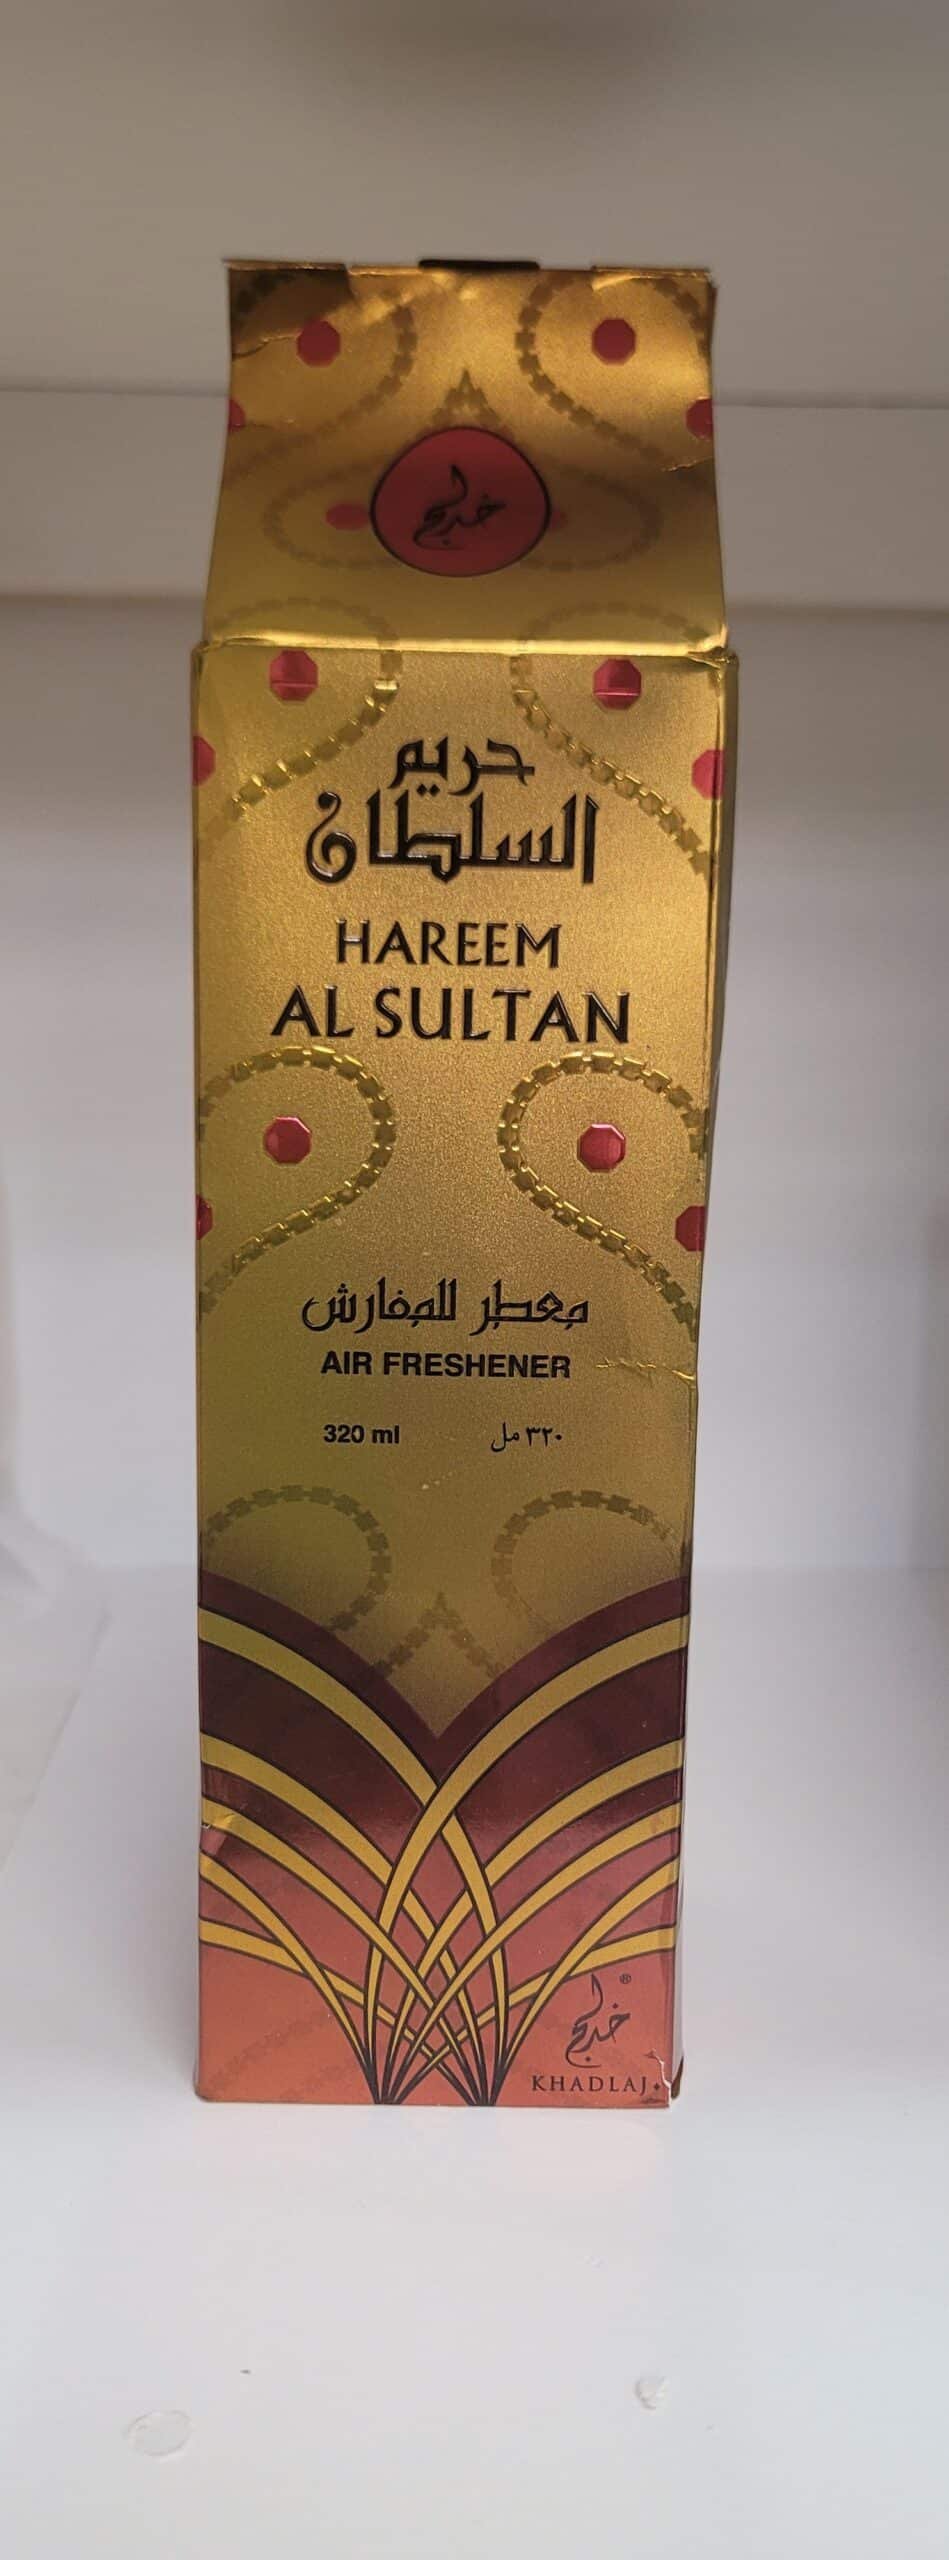 خدلج
حريم
السلطان
HAREEM
AL SULTAN
معطر للمفارش
AIR FRESHENER
320 ml ٣٢٠ مل
خدلج ®
KHADLAJ